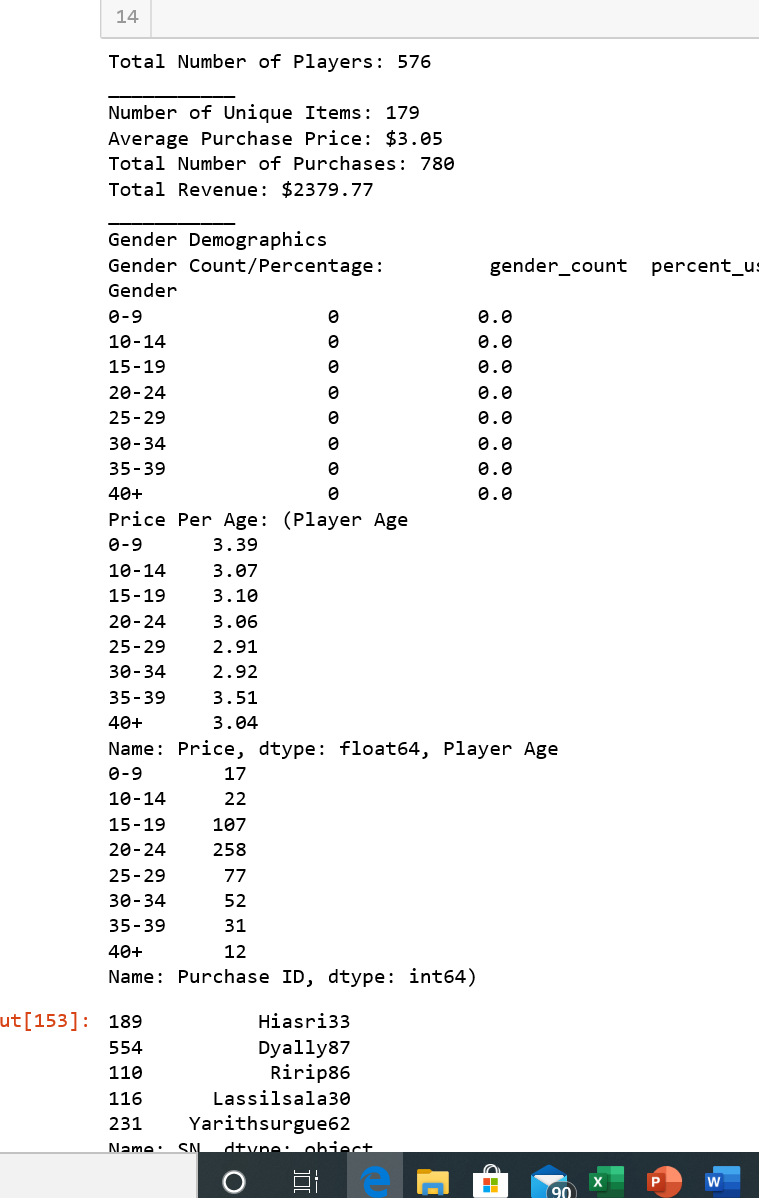 14
Total Number of Players: 576
___________
Number of Unique Items: 179
Average Purchase Price: $3.05
Total Number of Purchases: 780
Total Revenue: $2379.77
___________
Gender Demographics
Gender Count/Percentage: gender_count percent_us
Gender
0-9 0 0.0
10-14 0 0.0
15-19 0 0.0
20-24 0 0.0
25-29 0 0.0
30-34 0 0.0
35-39 0 0.0
40+ 0 0.0
Price Per Age: (Player Age
0-9 3.39
10-14 3.07
15-19 3.10
20-24 3.06
25-29 2.91
30-34 2.92
35-39 3.51
40+ 3.04
Name: Price, dtype: float64, Player Age
0-9 17
10-14 22
15-19 107
20-24 258
25-29 77
30-34 52
35-39 31
40+ 12
Name: Purchase ID, dtype: int64)
ut[153]: 189 Hiasri33
554 Dyally87
110 Ririp86
116 Lassilsala30
231 Yarithsurgue62
Name: SN, dtype: object
90 X P W